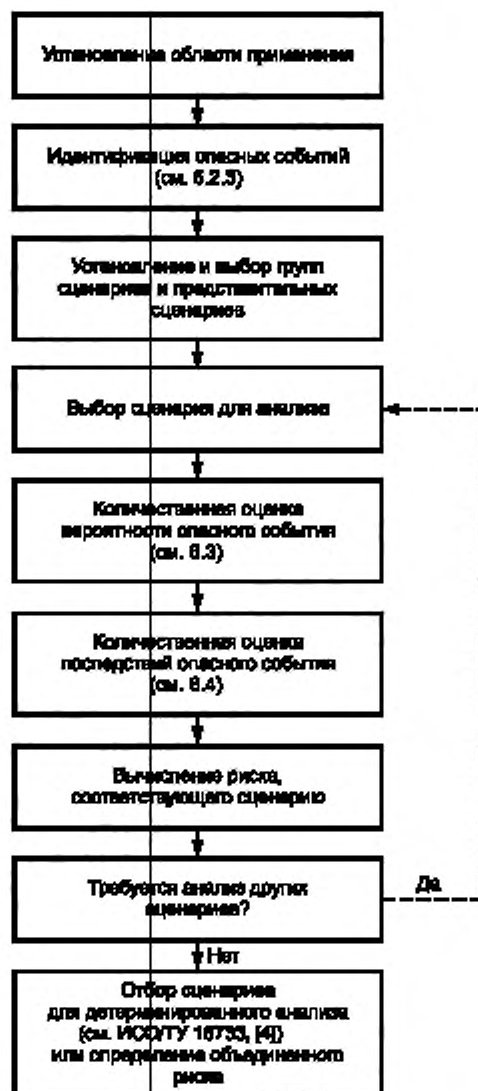 Установление области применения
Идентификация опасных событий
(см. 6.2.3)
Установление и выбор групп
сценариев и представительных
сценариев
Выбор сценария для анализа
Количественная оценка
вероятности опасного события
(см. 6.3)
Количественная оценка
последствий опасного события
(см. 6.4)
Вычисление риска,
соответствующего сценарию
Требуется анализ других
сценариев?
Да
Нет
Отбор сценариев
для детерминированного анализа
(см. ИСО/ТУ 16733, [4])
или определение объединенного
риска